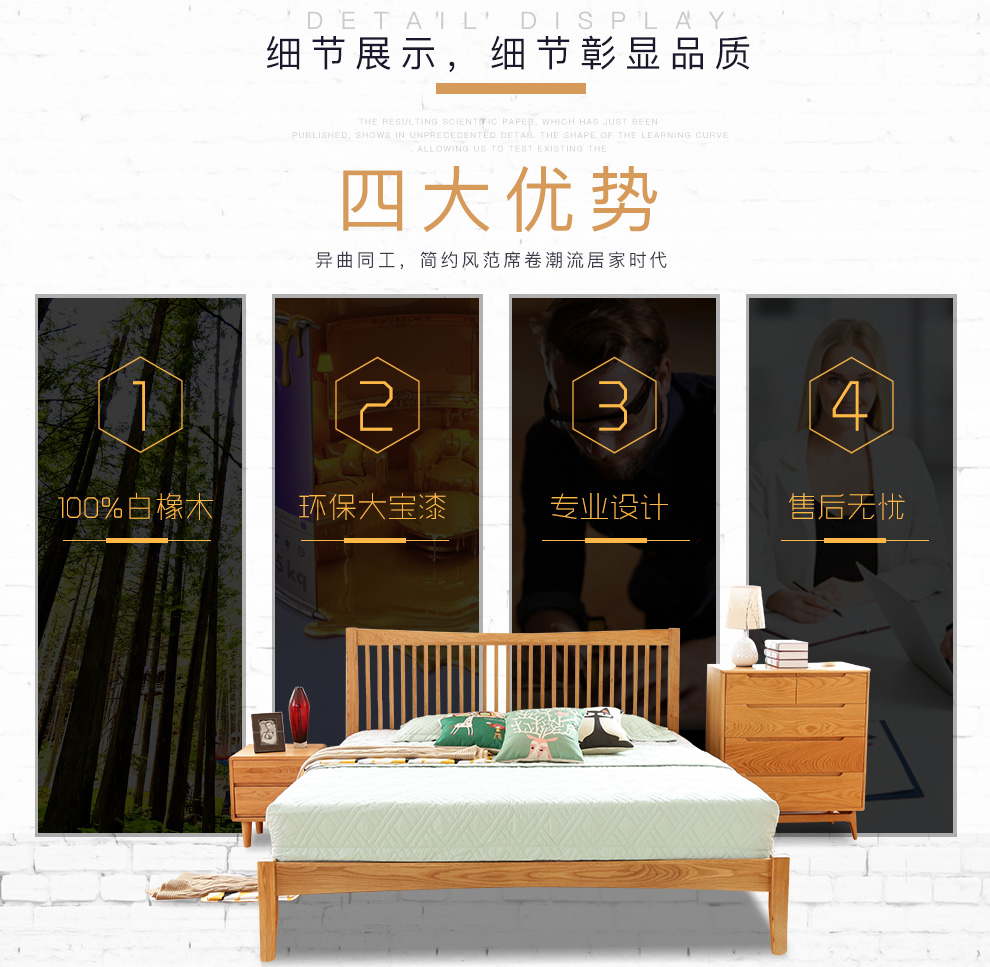 DETAIL DISPLAY
细节展示，细节彰显品质
THE RESULTING SCIENTIFIC PAPER, WHICH HAS JUST BEEN
PUBLISHED, SHOWS IN UNPRECEDENTED DETAIL THE SHAPE OF THE LEARNING CURVE
, ALLOWING US TO TEST EXISTING THE
四大优势
异曲同工，简约风范席卷潮流居家时代
1
100%白橡木
2
环保大宝漆
3
专业设计
4
售后无忧
5kg